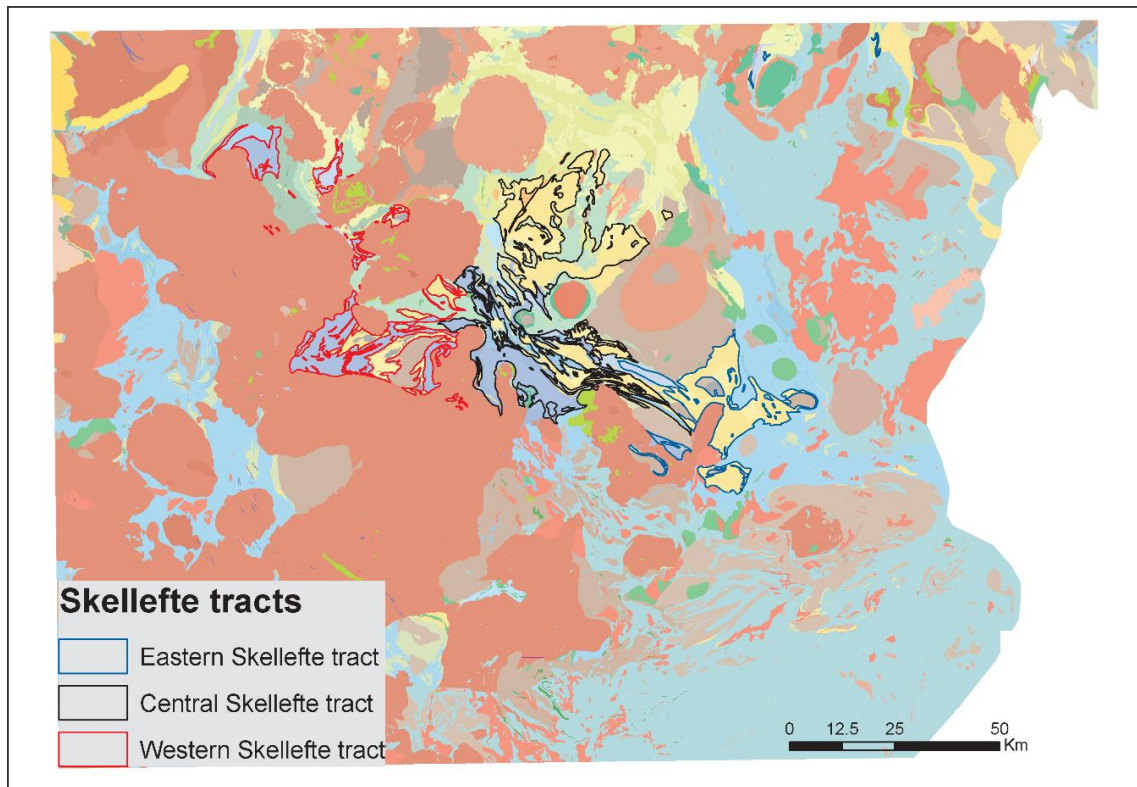 Skellefte tracts
Eastern Skellefte tract
Central Skellefte tract
Western Skellefte tract
0 12.5 25 50
Km